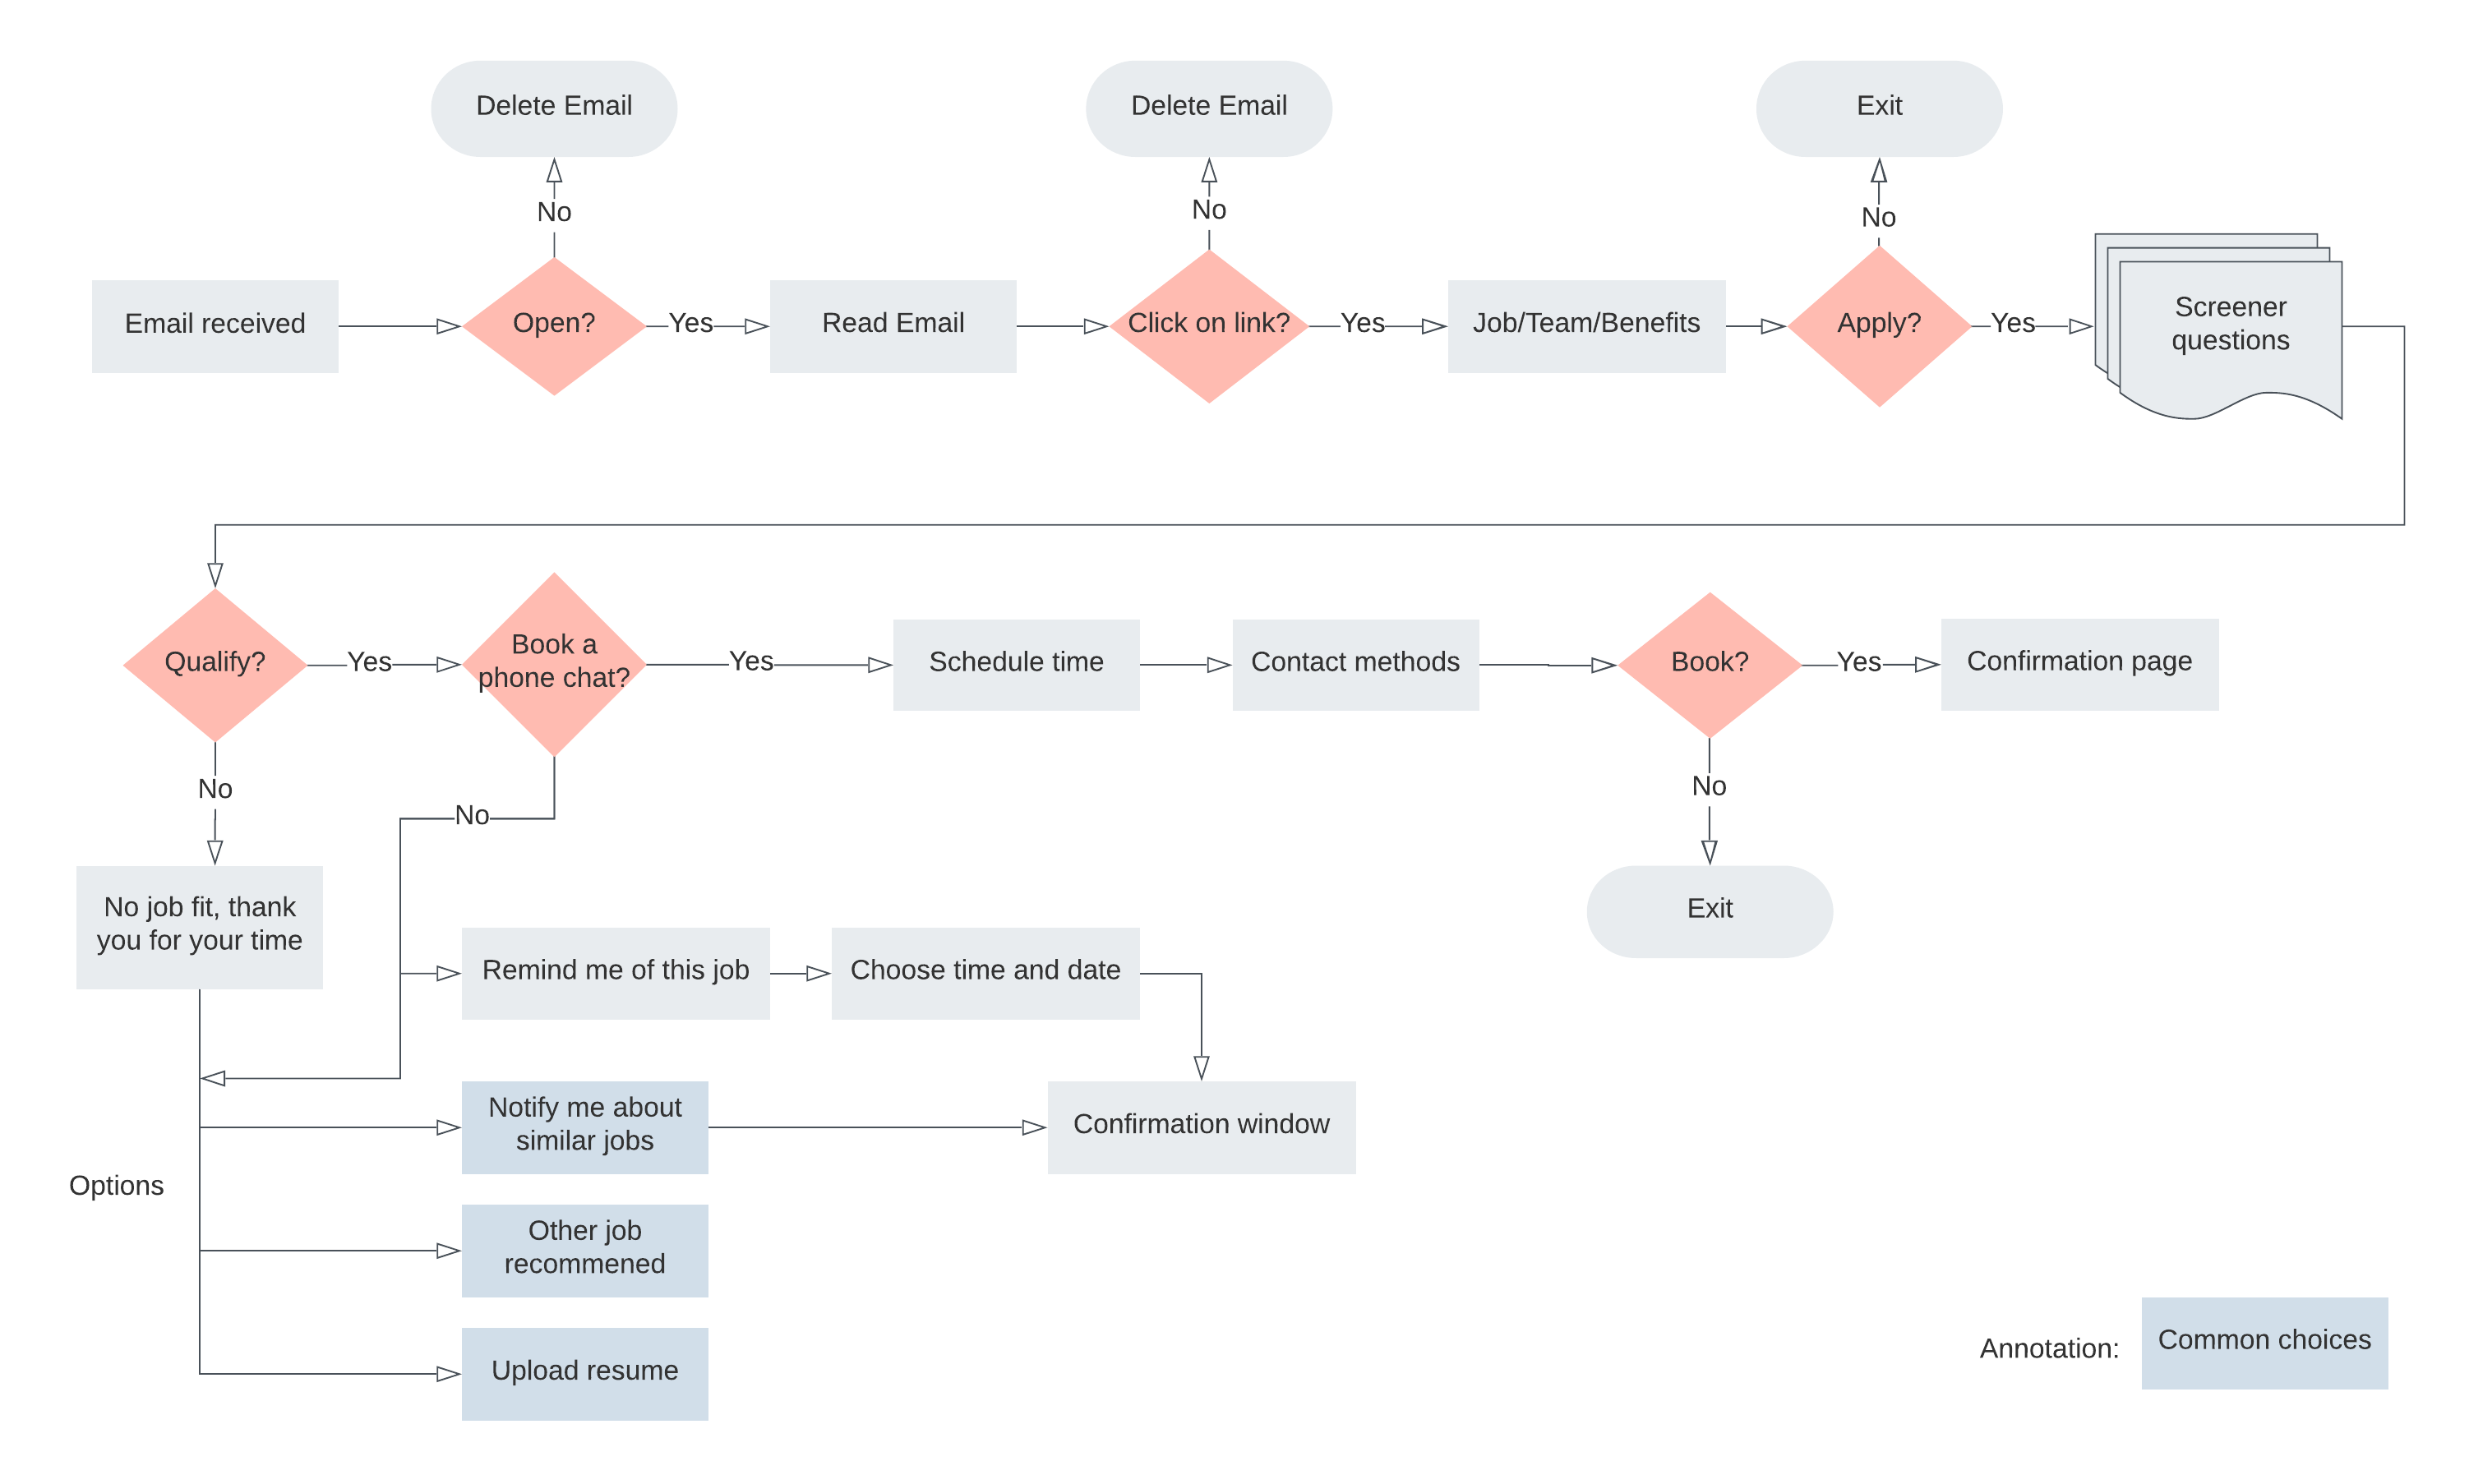 Delete Email
Delete Email
Exit
No
No
No
Email received
Open?
Yes
Read Email
Click on link?
Yes
Job/Team/Benefits
Apply?
Yes
Screener
questions
Qualify?
Yes
Book a
phone chat?
Yes
Schedule time
Contact methods
Book?
Yes
Confirmation page
No
No
No
No job fit, thank
you for your time
Exit
Remind me of this job
Choose time and date
Notify me about
similar jobs
Confirmation window
Options
Other job
recommened
Upload resume
Annotation:
Common choices